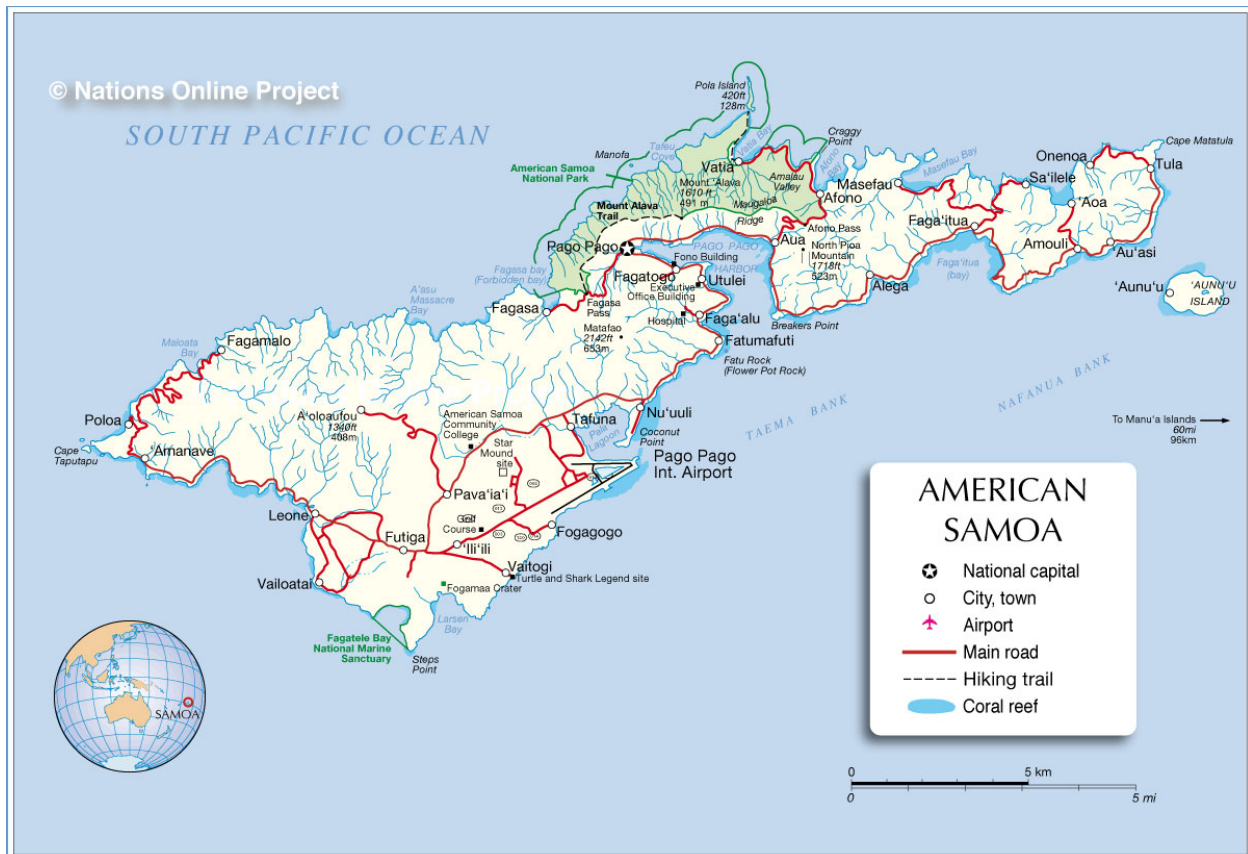 © Nations Online Project
SOUTH PACIFIC OCEAN
Pola Island
420ft
128m
Vatia Bay
Craggy
Point
Tafeu
Cove
Manofa
American Samoa
National Park
Vatia
Mount 'Alava
1610 ft
491 m
Amalau
Valley
Afono
Bay
Maugaloa
Ridge
Mount Alava
Trail
Masefau
Masefau Bay
Afono
Onenoa
Cape Matatula
Sa'ilele
Tula
'Aoa
Faga'itua
Amouli
'Au'asi
Faga'itua
(bay)
'Aunu'u
'AUNU'U
ISLAND
Pago Pago
PAGO PAGO
HARBOR
Fono Building
Aua
Afono Pass
North Pioa
Mountain
1718ft
523m
Alega
Breakers Point
Fagatogo
Utulei
Executive
Office Building
Hospital
Faga'alu
Fatumafuti
Fatu Rock
(Flower Pot Rock)
Fagasa bay
(Forbidden bay)
Fagasa
Fagasa
Pass
Matafao
2142ft
653m
A'asu
Massacre
Bay
Maloata
Bay
Fagamalo
Poloa
Cape
Taputapu
'Amanave
A'oloaufou
1340ft
408m
American Samoa
Community
College
Star
Mound
site
Tafuna
Pala
Lagoon
Nu'uuli
Coconut
Point
Pago Pago
Int. Airport
TAEMA BANK
NAFANUA BANK
To Manu'a Islands
60mi
96km
Leone
Pava'ia'i
Golf
Course
Futiga
'Ili'ili
Fogagogo
Vaitogi
Turtle and Shark Legend site
Vailoatai
Fogamaa Crater
Larsen
Bay
Fagatele Bay
National Marine
Sanctuary
Steps
Point
SAMOA
AMERICAN
SAMOA
National capital
City, town
Airport
Main road
Hiking trail
Coral reef
0 5 km
0 5 mi